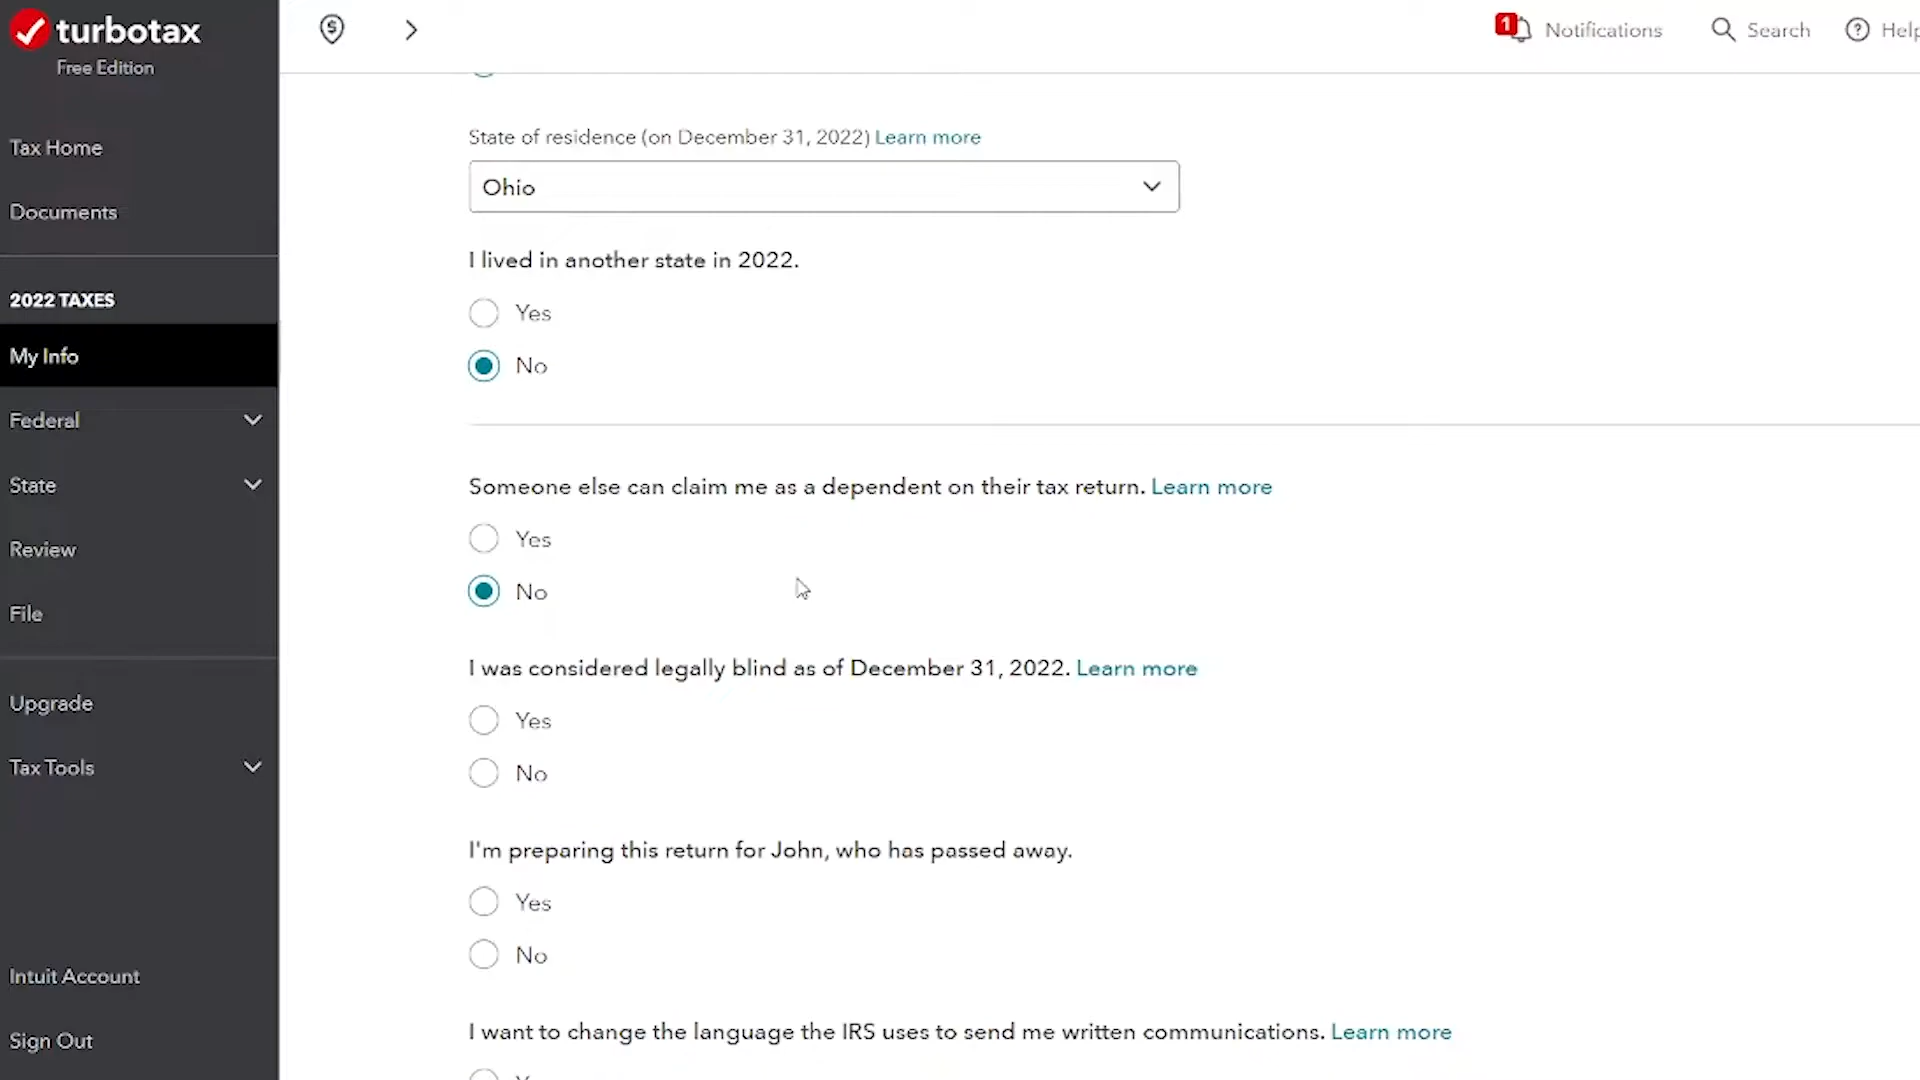 turbotax
Free Edition
$
1
Notifications
Search
? Help
Tax Home
Documents
2022 TAXES
My Info
Federal
State
Review
File
Upgrade
Tax Tools
Intuit Account
Sign Out
State of residence (on December 31, 2022) Learn more
Ohio
I lived in another state in 2022.
Yes
No
Someone else can claim me as a dependent on their tax return. Learn more
Yes
No
I was considered legally blind as of December 31, 2022. Learn more
Yes
No
I'm preparing this return for John, who has passed away.
Yes
No
I want to change the language the IRS uses to send me written communications. Learn more